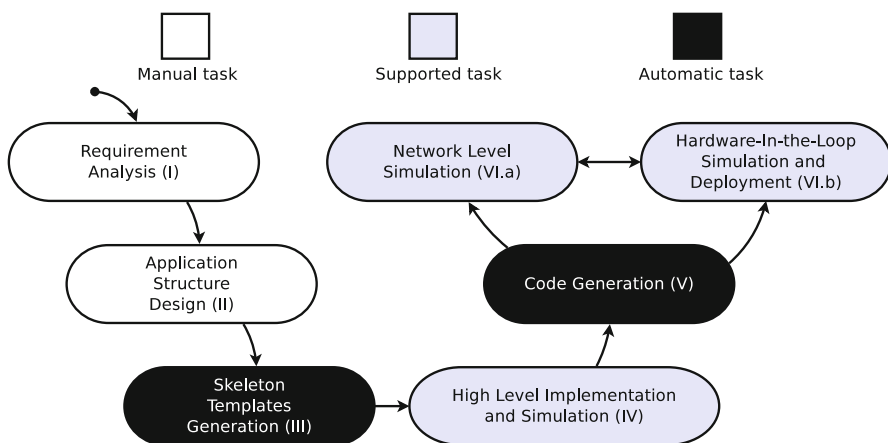 Manual task
Supported task
Automatic task
Requirement
Analysis (I)
Network Level
Simulation (VI.a)
Hardware-In-the-Loop
Simulation and
Deployment (VI.b)
Application
Structure
Design (II)
Code Generation (V)
Skeleton
Templates
Generation (III)
High Level Implementation
and Simulation (IV)